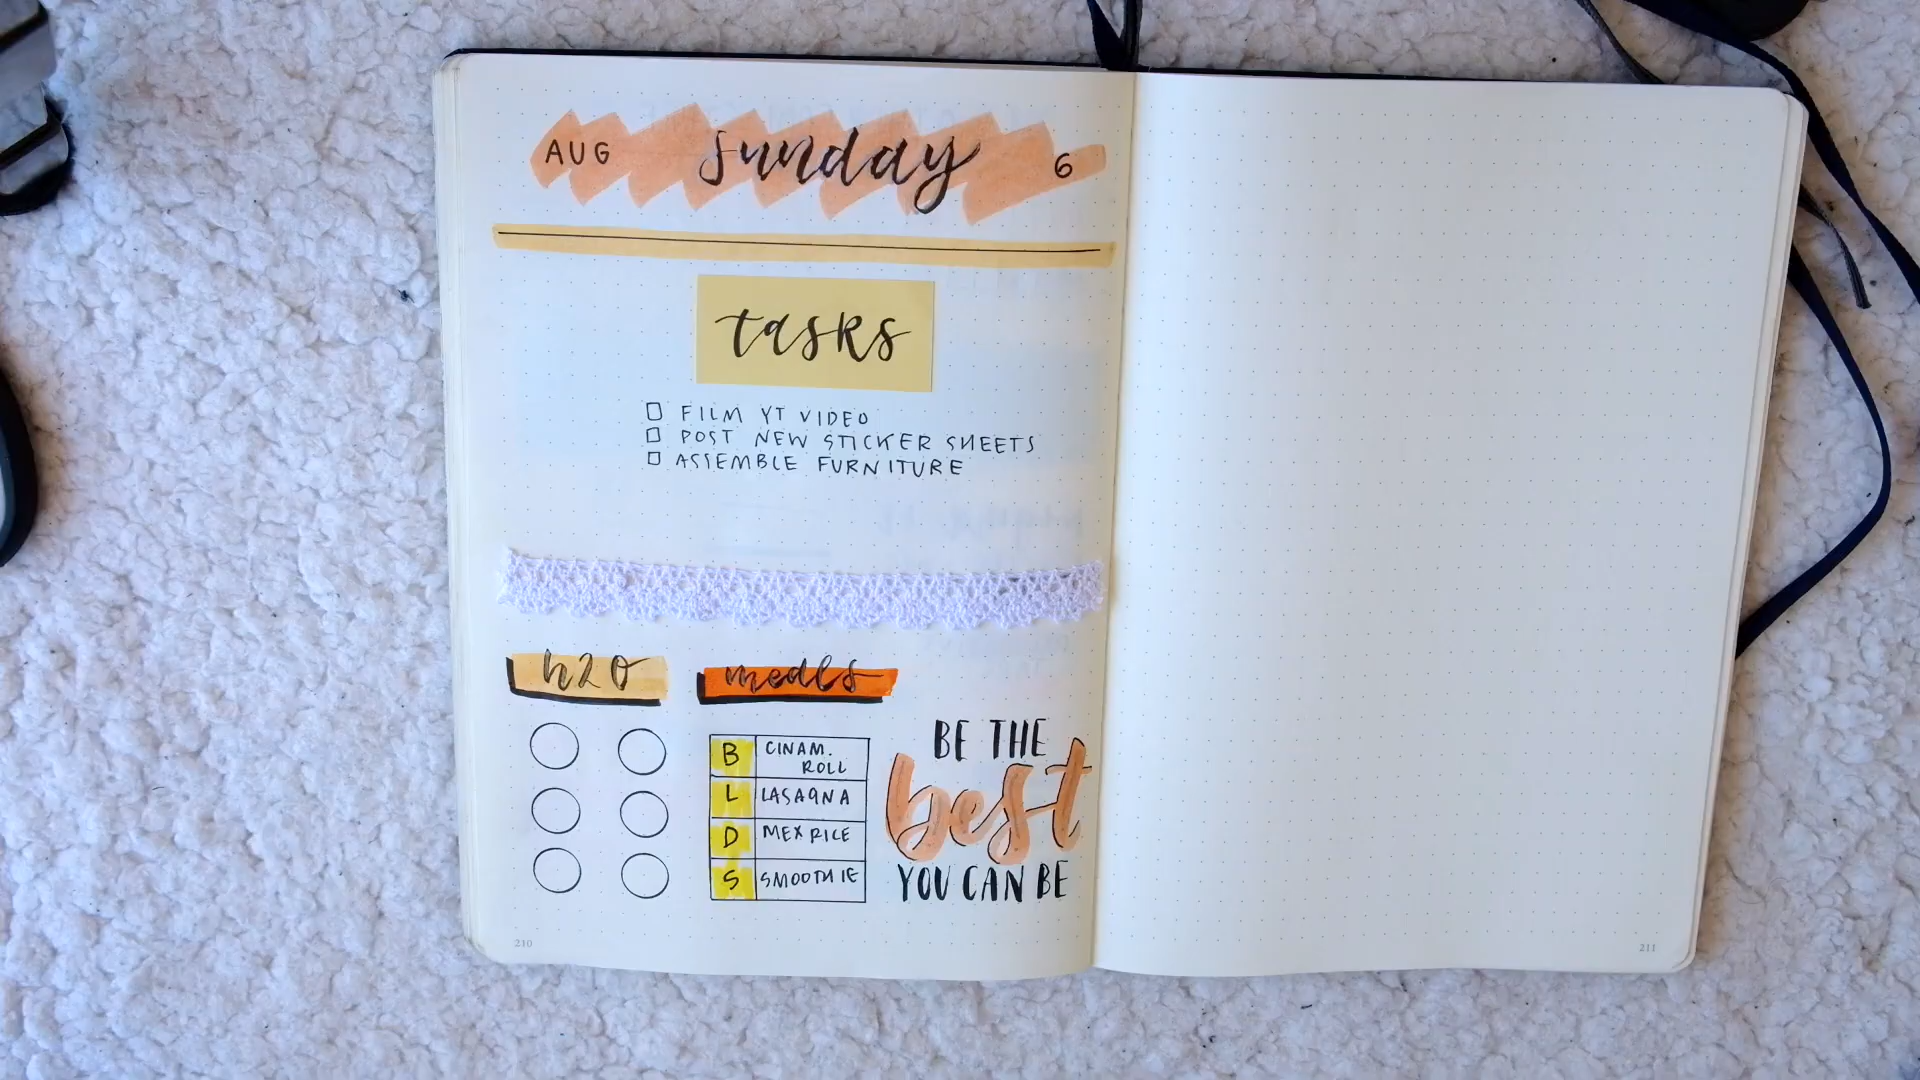 AUG sunday 6
tasks
FILM YT VIDEO
POST NEW STICKER SHEETS
ASSEMBLE FURNITURE
h2o
meals
B CINAM. ROLL
L LASAGNA
D MEX RICE
S SMOOTHIE
BE THE
best
YOU CAN BE
210
211